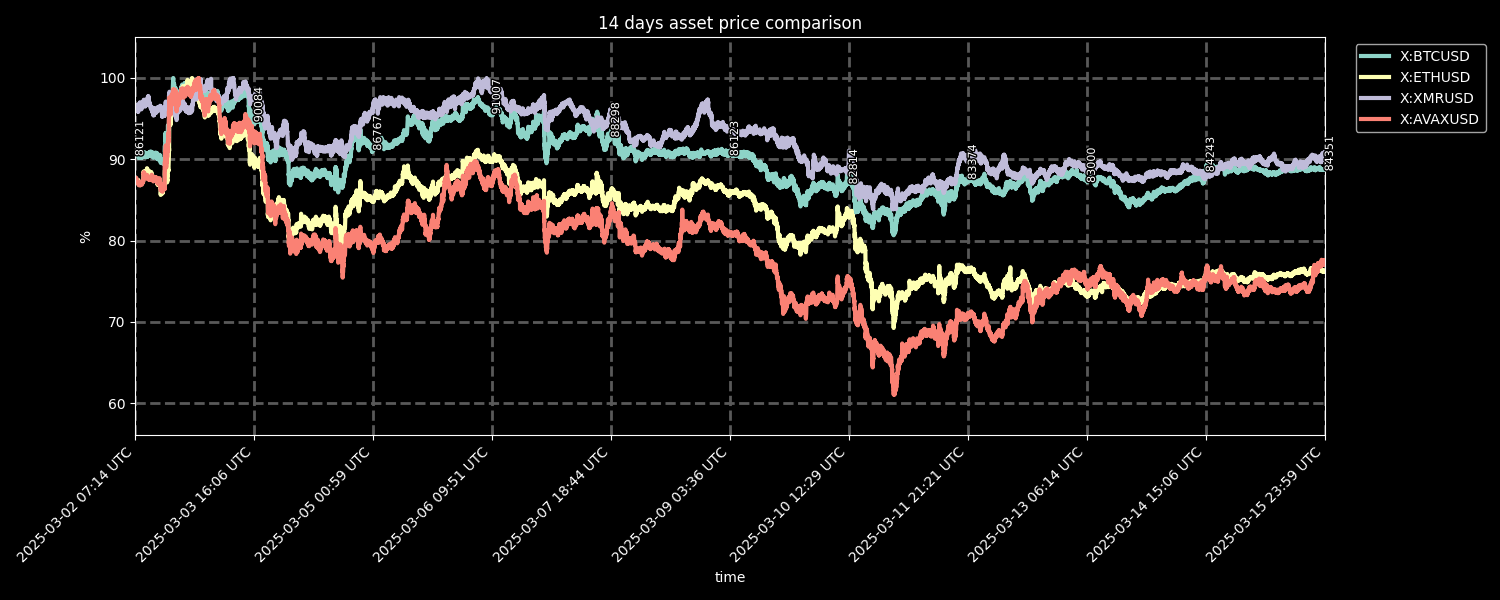 14 days asset price comparison
X:BTCUSD
X:ETHUSD
X:XMRUSD
X:AVAXUSD
100
90
80
70
60
%
86121
90084
86767
91007
88298
86123
82814
83374
83000
84243
84351
2025-03-02 07:14 UTC
2025-03-03 16:06 UTC
2025-03-05 00:59 UTC
2025-03-06 09:51 UTC
2025-03-07 18:44 UTC
2025-03-09 03:36 UTC
2025-03-10 12:29 UTC
2025-03-11 21:21 UTC
2025-03-13 06:14 UTC
2025-03-14 15:06 UTC
2025-03-15 23:59 UTC
time